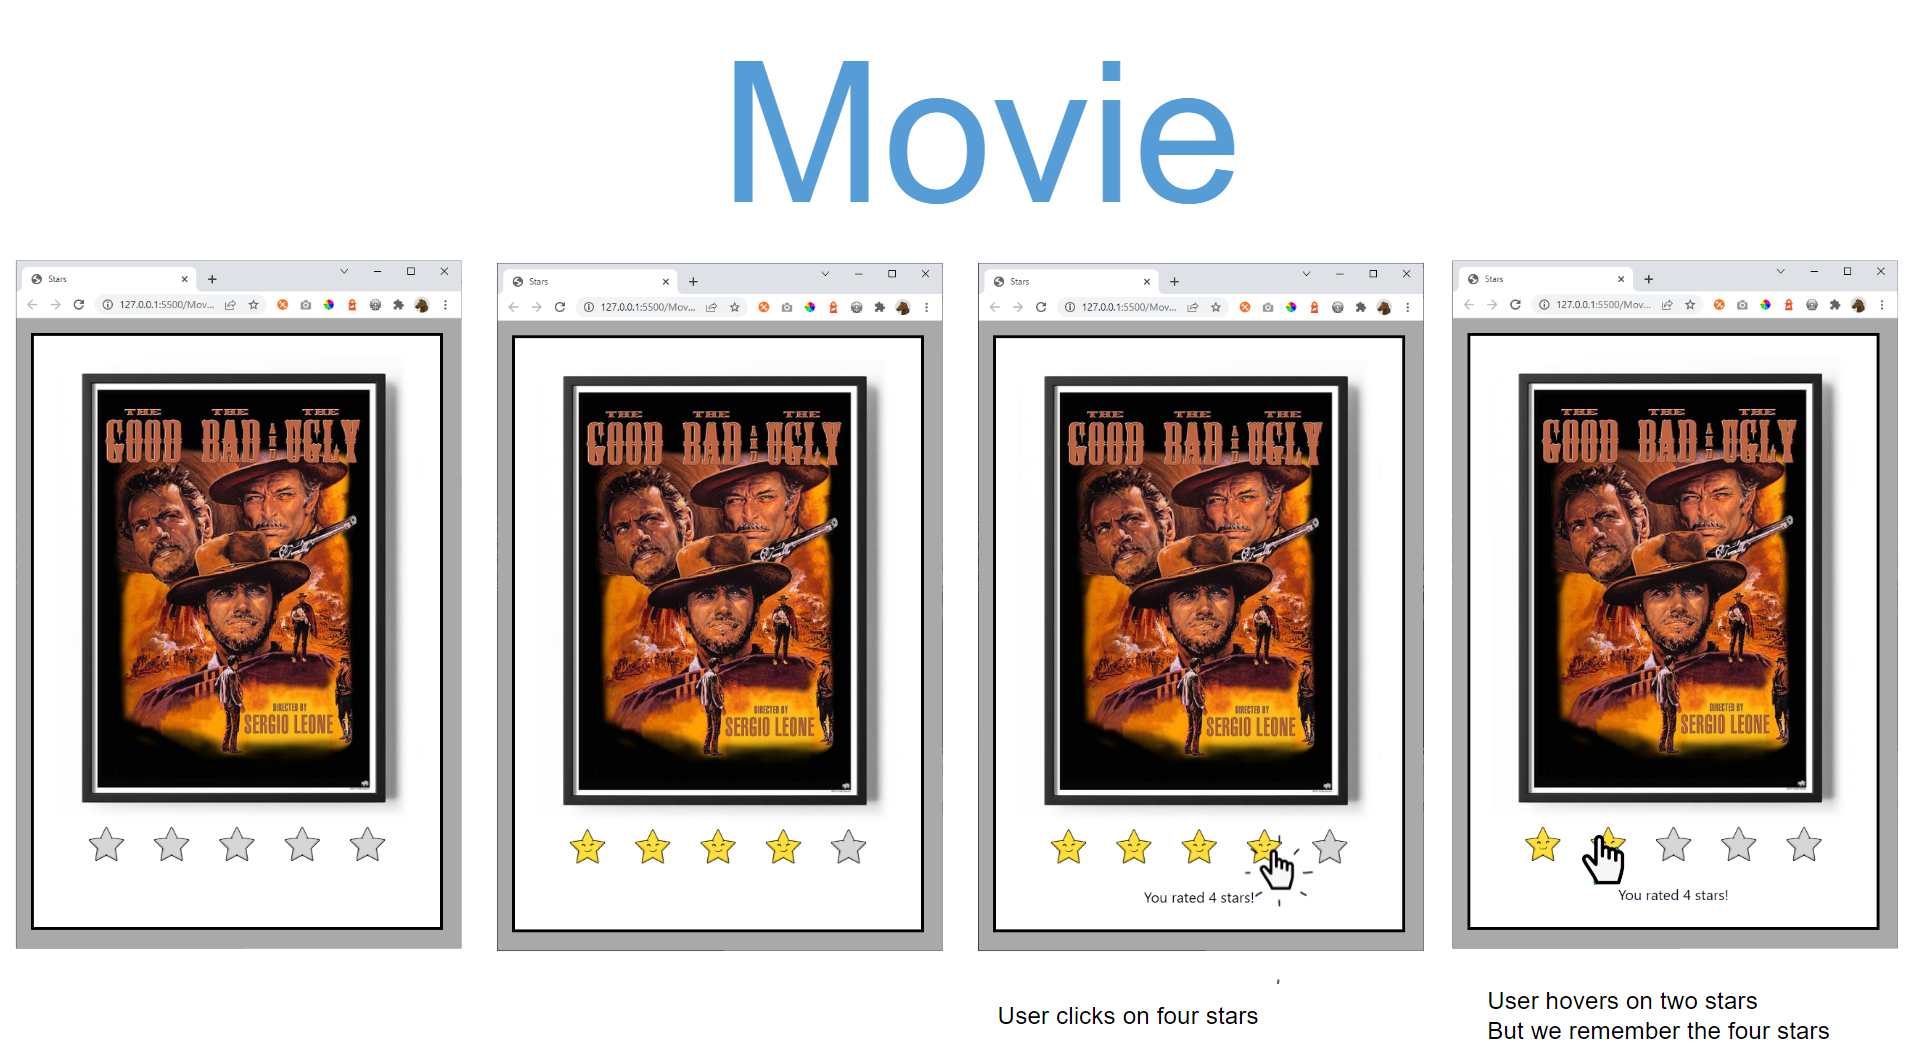 Movie
Stars
127.0.0.1:5500/Mov...
THE THE THE
GOOD BAD AND UGLY
DIRECTED BY
SERGIO LEONE
Stars
127.0.0.1:5500/Mov...
THE THE THE
GOOD BAD AND UGLY
DIRECTED BY
SERGIO LEONE
Stars
127.0.0.1:5500/Mov...
THE THE THE
GOOD BAD AND UGLY
DIRECTED BY
SERGIO LEONE
You rated 4 stars!
User clicks on four stars
Stars
127.0.0.1:5500/Mov...
THE THE THE
GOOD BAD AND UGLY
DIRECTED BY
SERGIO LEONE
You rated 4 stars!
User hovers on two stars
But we remember the four stars